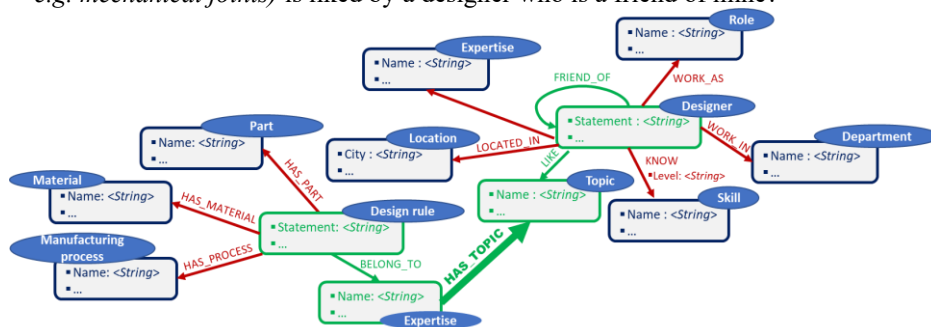 e.g. mechanical joints) is liked by a designer who is a friend of mine?
Role
▪ Name : <String>
▪ ...
Expertise
▪ Name : <String>
▪ ...
FRIEND_OF
WORK_AS
Designer
▪ Statement : <String>
▪ ...
WORK_IN
Department
▪ Name : <String>
▪ ...
Part
▪ Name: <String>
▪ ...
Location
▪ City : <String>
▪ ...
LOCATED_IN
LIKE
KNOW
▪ Level: <String>
HAS_PART
Material
▪ Name: <String>
▪ ...
HAS_MATERIAL
Topic
▪ Name : <String>
▪ ...
Skill
▪ Name : <String>
▪ ...
Design rule
▪ Statement: <String>
▪ ...
Manufacturing
process
▪ Name: <String>
▪ ...
HAS_PROCESS
BELONG_TO
HAS_TOPIC
▪ Name: <String>
▪ ...
Expertise